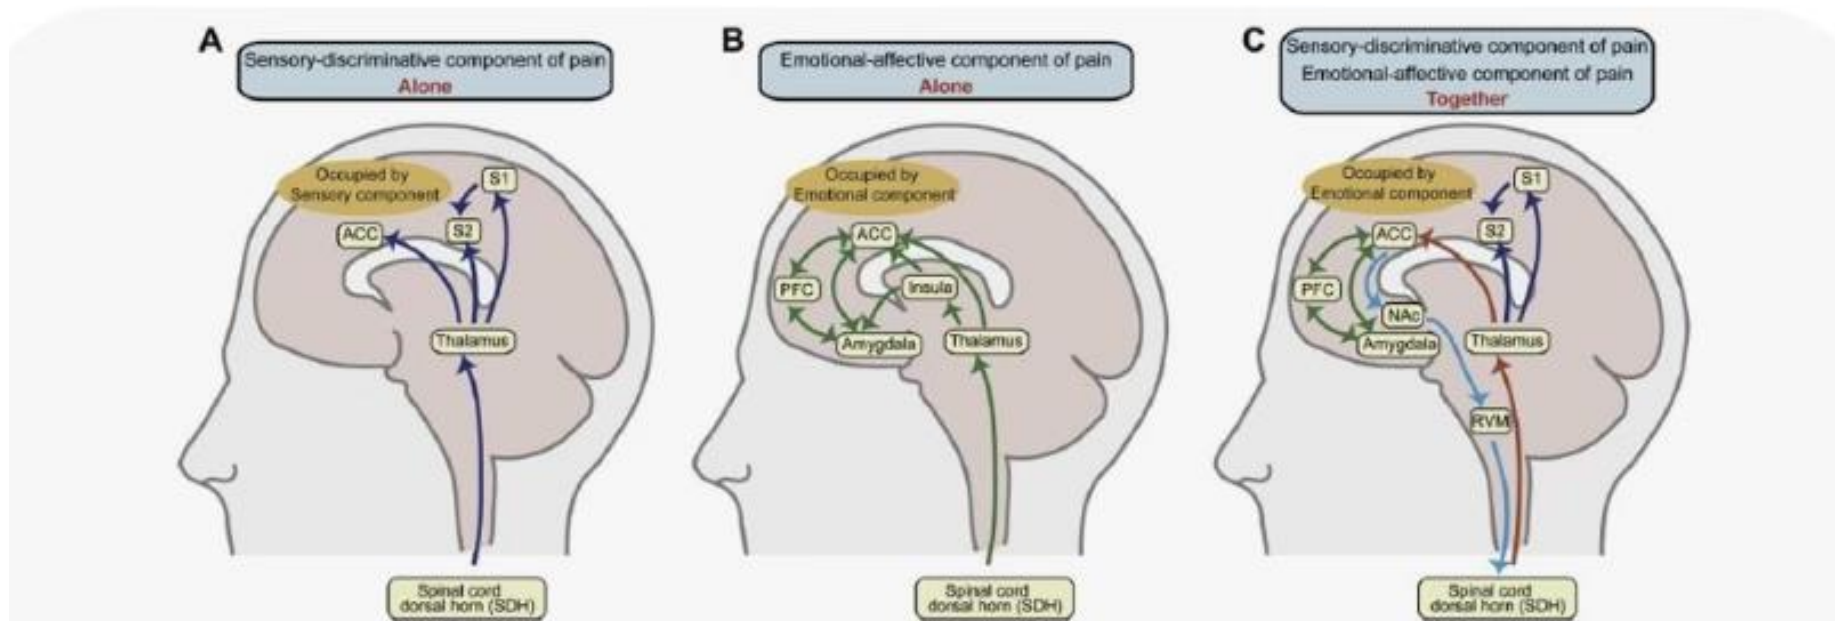 A
Sensory-discriminative component of pain
Alone
Occupied by
Sensory component
S1
ACC
S2
Thalamus
Spinal cord
dorsal horn (SDH)
B
Emotional-affective component of pain
Alone
Occupied by
Emotional component
ACC
PFC
Insula
Amygdala
Thalamus
Spinal cord
dorsal horn (SDH)
C
Sensory-discriminative component of pain
Emotional-affective component of pain
Together
Occupied by
Emotional component
S1
ACC
S2
PFC
NAc
Amygdala
Thalamus
RVM
Spinal cord
dorsal horn (SDH)